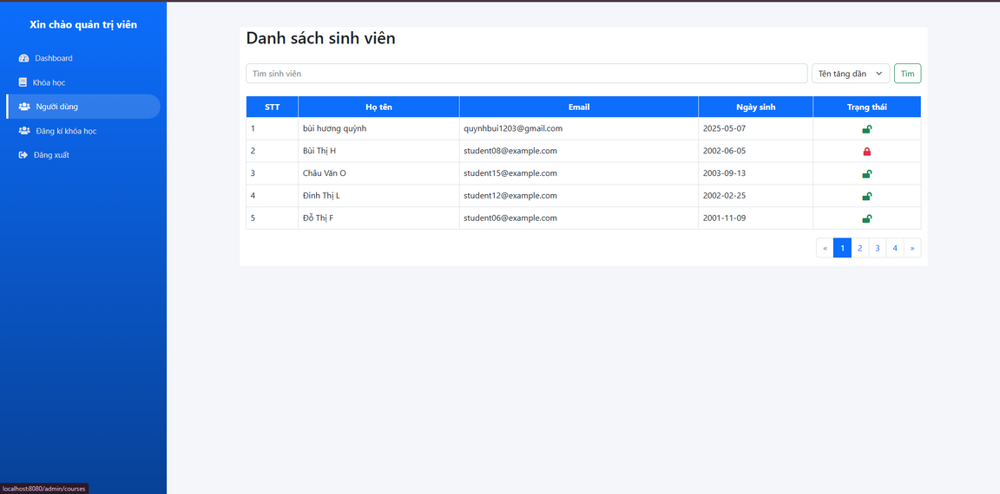 Xin chào quản trị viên
Dashboard
Khóa học
Người dùng
Đăng kí khóa học
Đăng xuất
Danh sách sinh viên
Tìm sinh viên
Tên tăng dần
Tìm
STT Họ tên Email Ngày sinh Trạng thái
1 bùi hương quỳnh quynhbui1203@gmail.com 2025-05-07
2 Bùi Thị H student08@example.com 2002-06-05
3 Châu Văn O student15@example.com 2003-09-13
4 Đinh Thị L student12@example.com 2002-02-25
5 Đỗ Thị F student06@example.com 2001-11-09
« 1 2 3 4 »
localhost:8080/admin/courses